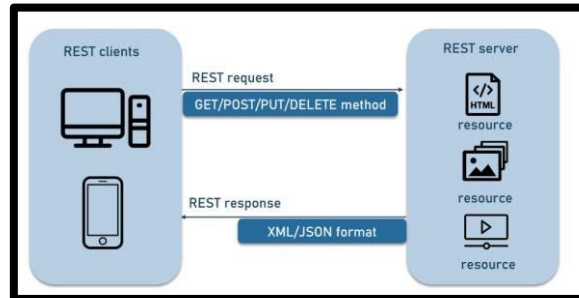 REST clients
REST server
REST request
GET/POST/PUT/DELETE method
</>
HTML
resource
resource
REST response
XML/JSON format
resource